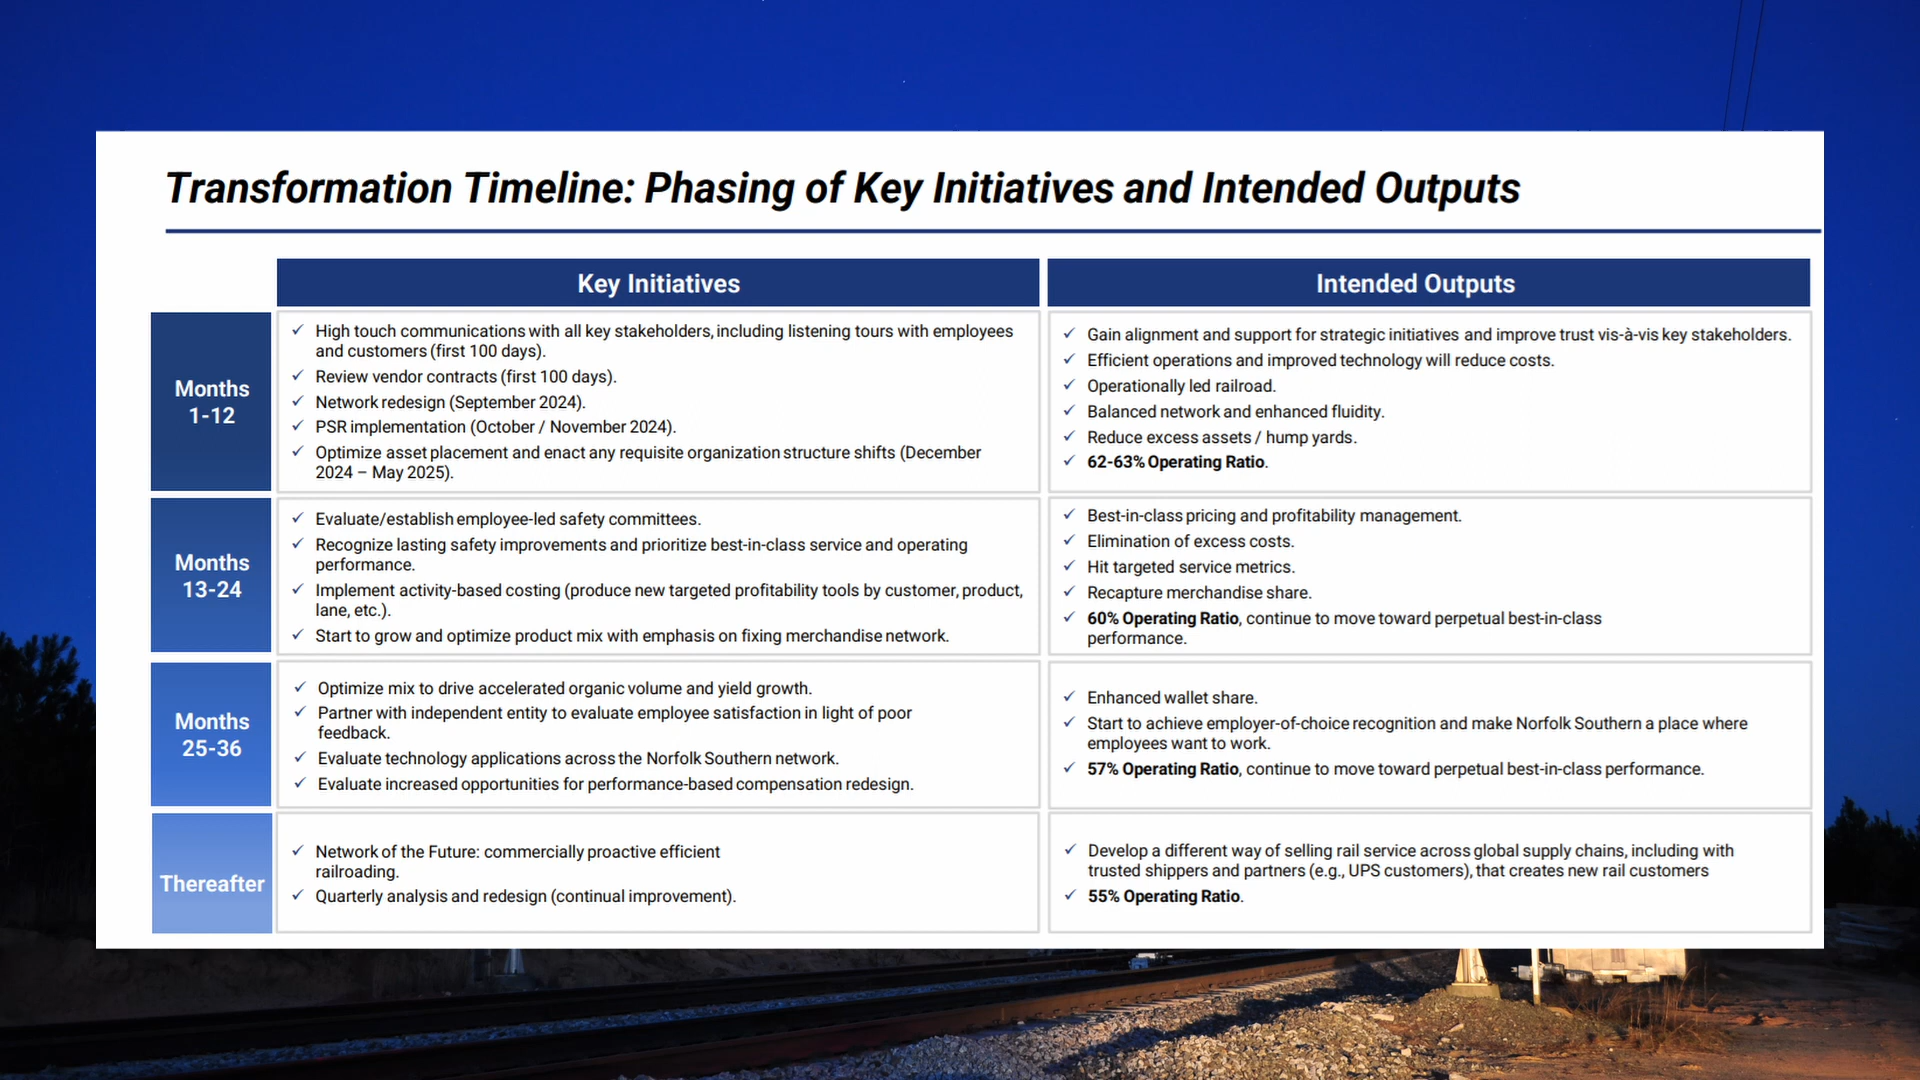 Transformation Timeline: Phasing of Key Initiatives and Intended Outputs
Key Initiatives
Intended Outputs
Months
1-12
✓ High touch communications with all key stakeholders, including listening tours with employees
and customers (first 100 days).
✓ Review vendor contracts (first 100 days).
✓ Network redesign (September 2024).
✓ PSR implementation (October / November 2024).
✓ Optimize asset placement and enact any requisite organization structure shifts (December
2024 – May 2025).
✓ Gain alignment and support for strategic initiatives and improve trust vis-à-vis key stakeholders.
✓ Efficient operations and improved technology will reduce costs.
✓ Operationally led railroad.
✓ Balanced network and enhanced fluidity.
✓ Reduce excess assets / hump yards.
✓ 62-63% Operating Ratio.
Months
13-24
✓ Evaluate/establish employee-led safety committees.
✓ Recognize lasting safety improvements and prioritize best-in-class service and operating
performance.
✓ Implement activity-based costing (produce new targeted profitability tools by customer, product,
lane, etc.).
✓ Start to grow and optimize product mix with emphasis on fixing merchandise network.
✓ Best-in-class pricing and profitability management.
✓ Elimination of excess costs.
✓ Hit targeted service metrics.
✓ Recapture merchandise share.
✓ 60% Operating Ratio, continue to move toward perpetual best-in-class
performance.
Months
25-36
✓ Optimize mix to drive accelerated organic volume and yield growth.
✓ Partner with independent entity to evaluate employee satisfaction in light of poor
feedback.
✓ Evaluate technology applications across the Norfolk Southern network.
✓ Evaluate increased opportunities for performance-based compensation redesign.
✓ Enhanced wallet share.
✓ Start to achieve employer-of-choice recognition and make Norfolk Southern a place where
employees want to work.
✓ 57% Operating Ratio, continue to move toward perpetual best-in-class performance.
Thereafter
✓ Network of the Future: commercially proactive efficient
railroading.
✓ Quarterly analysis and redesign (continual improvement).
✓ Develop a different way of selling rail service across global supply chains, including with
trusted shippers and partners (e.g., UPS customers), that creates new rail customers
✓ 55% Operating Ratio.